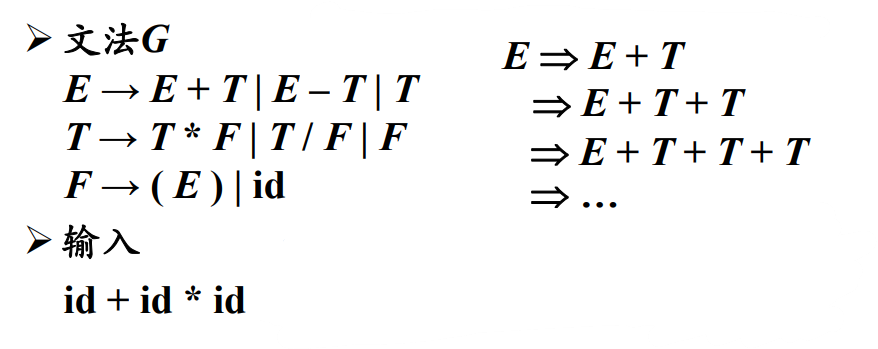 ➢ 文法G
E → E + T | E – T | T
T → T * F | T / F | F
F → ( E ) | id
➢ 输入
id + id * id
E ⇒ E + T
⇒ E + T + T
⇒ E + T + T + T
⇒ …